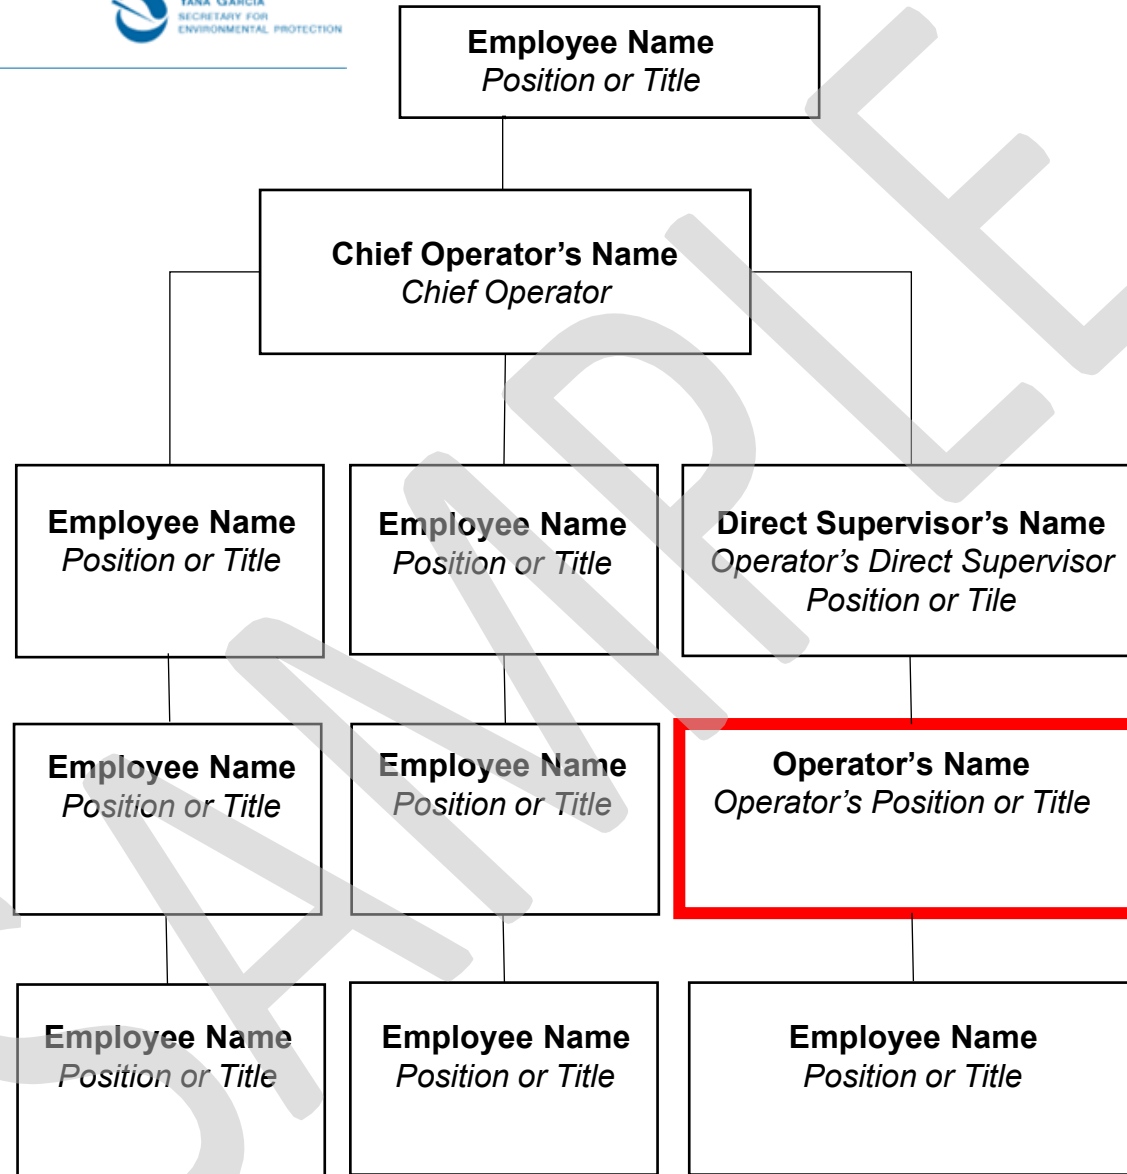 YANA GARCIA
SECRETARY FOR
ENVIRONMENTAL PROTECTION
Employee Name
Position or Title
Chief Operator’s Name
Chief Operator
Employee Name
Position or Title
Employee Name
Position or Title
Direct Supervisor’s Name
Operator’s Direct Supervisor
Position or Tile
Employee Name
Position or Title
Employee Name
Position or Title
Operator’s Name
Operator’s Position or Title
Employee Name
Position or Title
Employee Name
Position or Title
Employee Name
Position or Title
SAMPLE